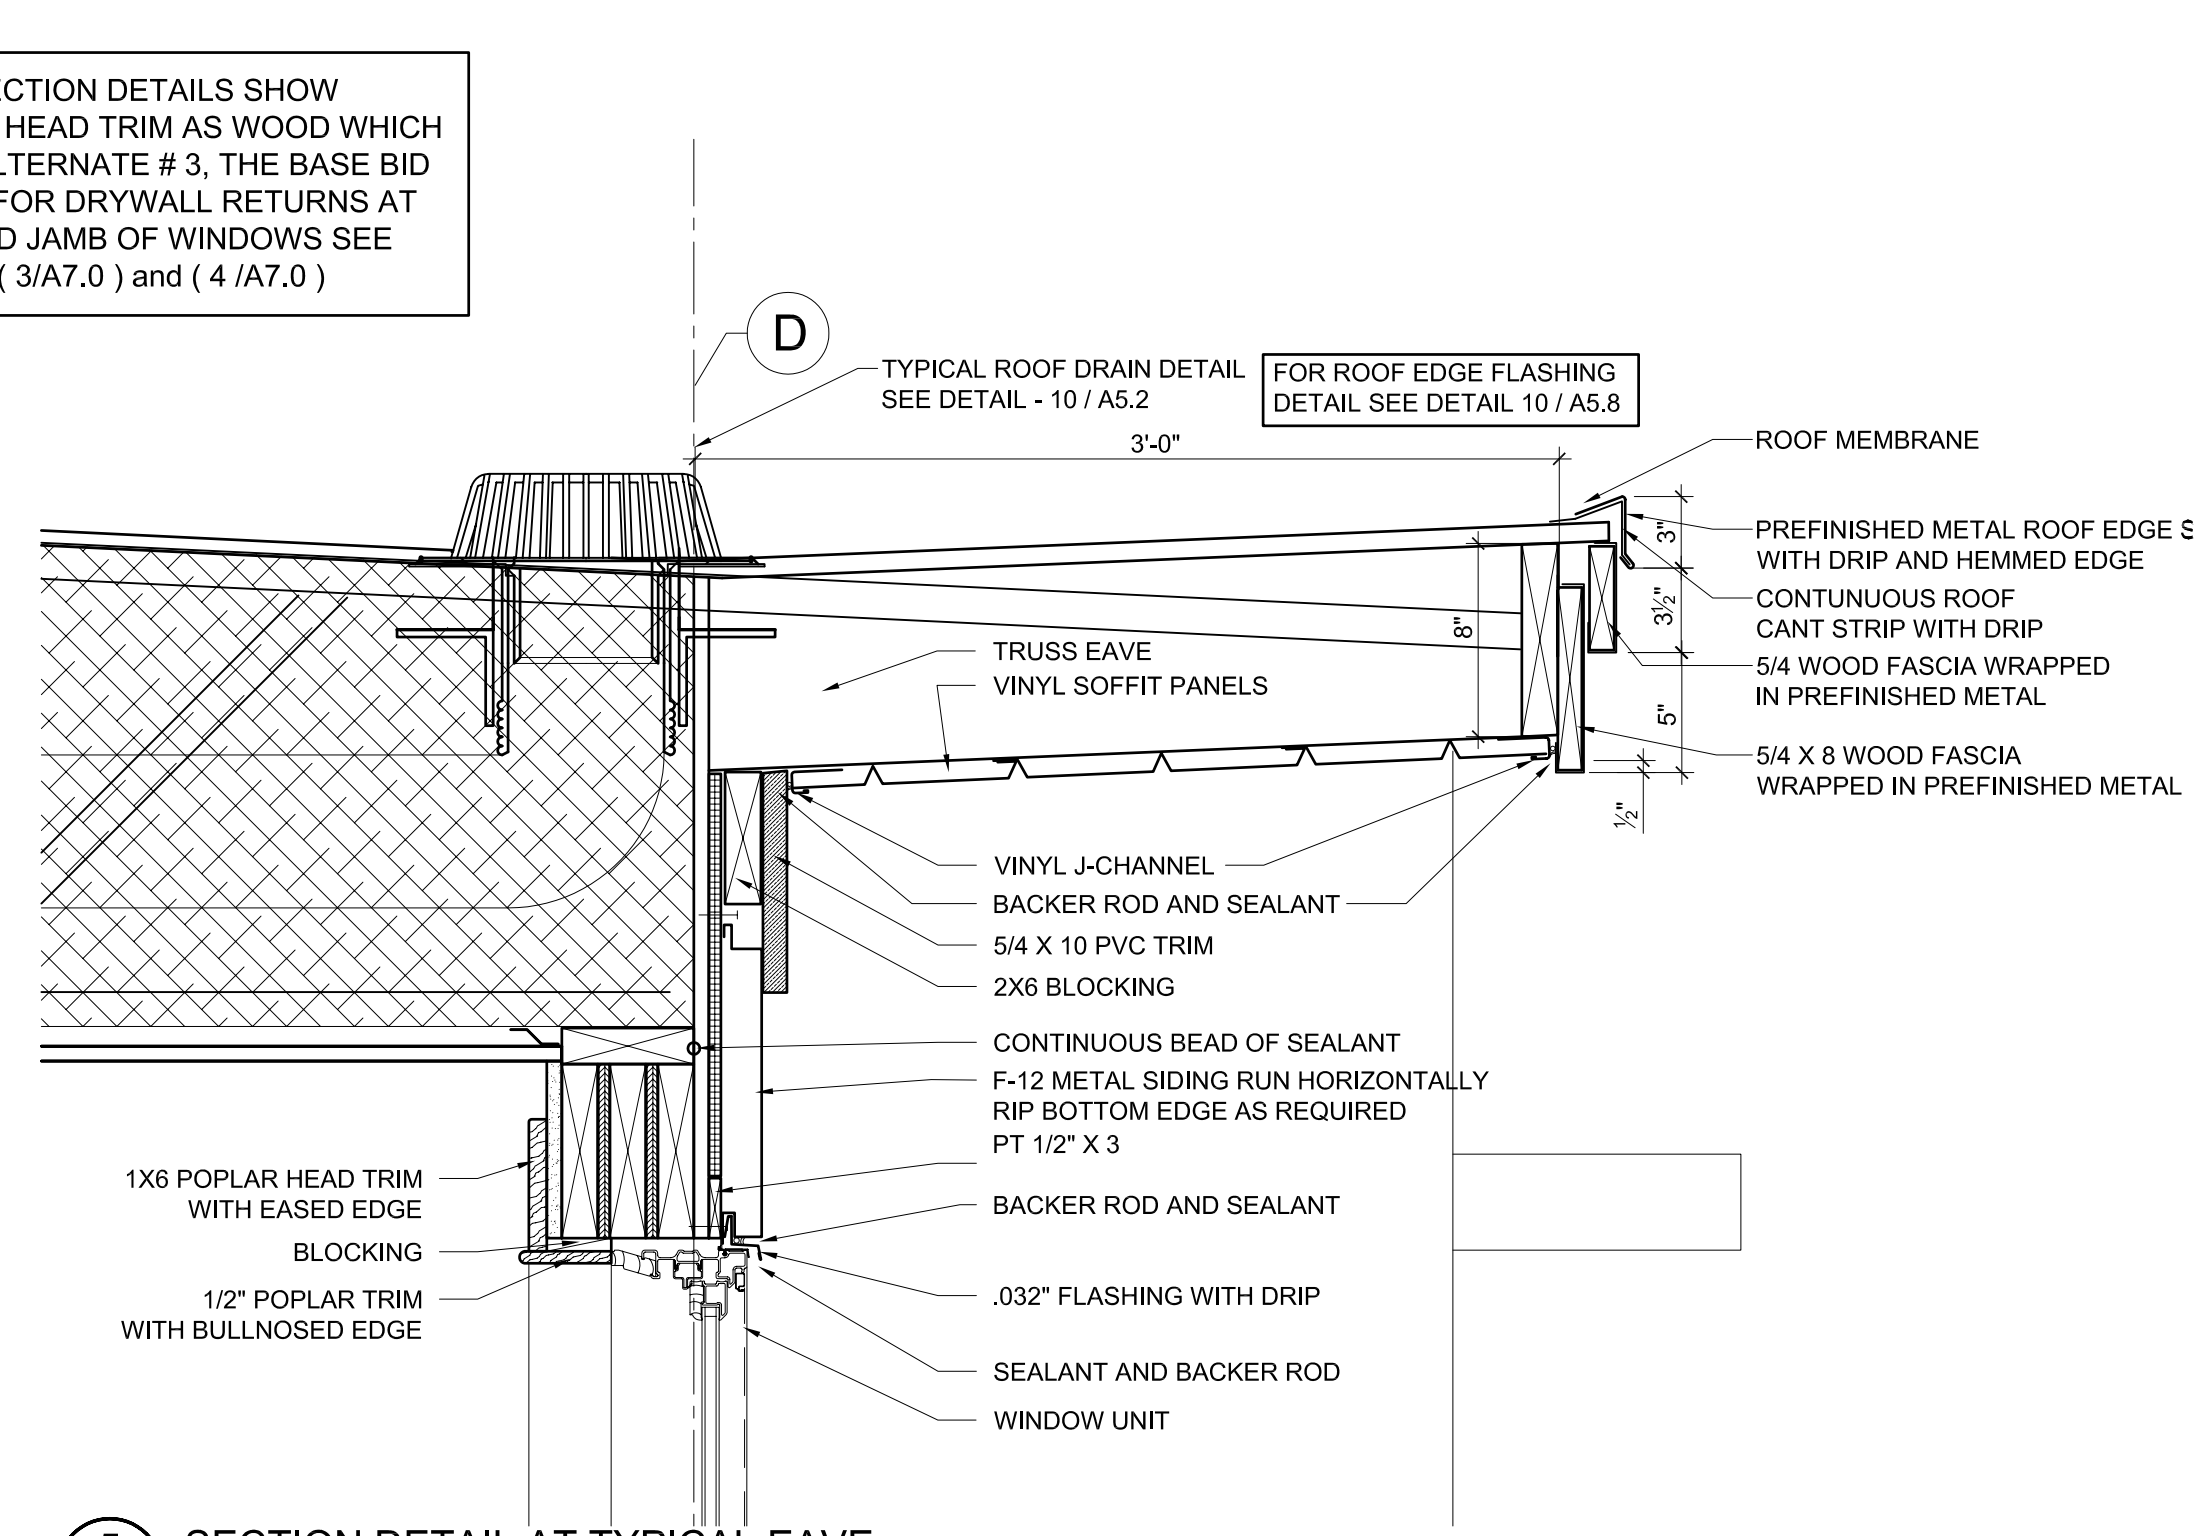 ECTION DETAILS SHOW
HEAD TRIM AS WOOD WHICH
LTERNATE # 3, THE BASE BID
FOR DRYWALL RETURNS AT
D JAMB OF WINDOWS SEE
( 3/A7.0 ) and ( 4 /A7.0 )
D
TYPICAL ROOF DRAIN DETAIL
SEE DETAIL - 10 / A5.2
FOR ROOF EDGE FLASHING
DETAIL SEE DETAIL 10 / A5.8
3'-0"
ROOF MEMBRANE
PREFINISHED METAL ROOF EDGE S
WITH DRIP AND HEMMED EDGE
CONTUNUOUS ROOF
CANT STRIP WITH DRIP
5/4 WOOD FASCIA WRAPPED
IN PREFINISHED METAL
5/4 X 8 WOOD FASCIA
WRAPPED IN PREFINISHED METAL
3"
3½"
5"
½"
8"
TRUSS EAVE
VINYL SOFFIT PANELS
VINYL J-CHANNEL
BACKER ROD AND SEALANT
5/4 X 10 PVC TRIM
2X6 BLOCKING
CONTINUOUS BEAD OF SEALANT
F-12 METAL SIDING RUN HORIZONTALLY
RIP BOTTOM EDGE AS REQUIRED
PT 1/2" X 3
BACKER ROD AND SEALANT
.032" FLASHING WITH DRIP
SEALANT AND BACKER ROD
WINDOW UNIT
1X6 POPLAR HEAD TRIM
WITH EASED EDGE
BLOCKING
1/2" POPLAR TRIM
WITH BULLNOSED EDGE
SECTION DETAIL AT TYPICAL EAVE